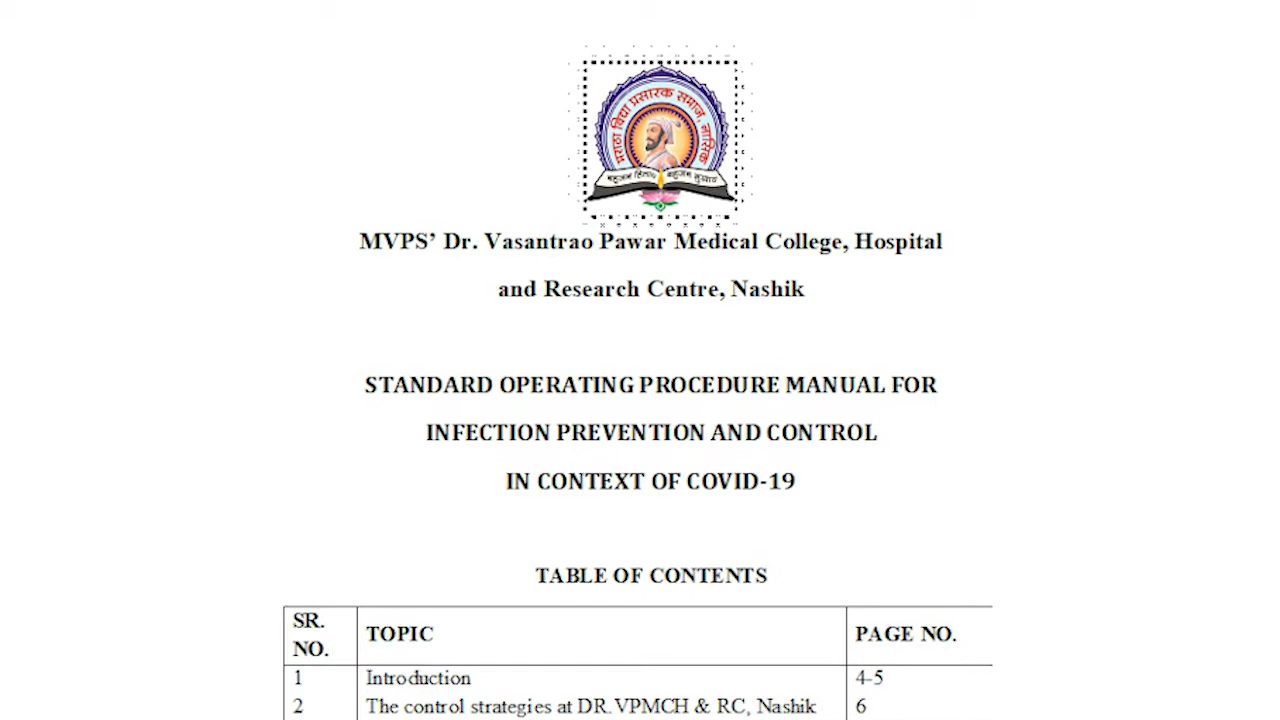 मराठा विद्या प्रसारक समाज, नाशिक
बहुजन हिताय बहुजन सुखाय
MVPS’ Dr. Vasantrao Pawar Medical College, Hospital
and Research Centre, Nashik
STANDARD OPERATING PROCEDURE MANUAL FOR
INFECTION PREVENTION AND CONTROL
IN CONTEXT OF COVID-19
TABLE OF CONTENTS
SR. NO. TOPIC PAGE NO.
1 Introduction 4-5
2 The control strategies at DR.VPMCH & RC, Nashik 6